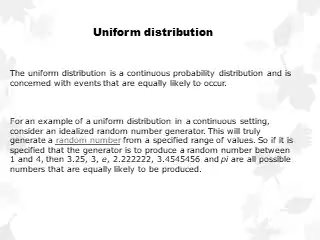 Uniform distribution
The uniform distribution is a continuous probability distribution and is
concerned with events that are equally likely to occur.
For an example of a uniform distribution in a continuous setting,
consider an idealized random number generator. This will truly
generate a random number from a specified range of values. So if it is
specified that the generator is to produce a random number between
1 and 4, then 3.25, 3, e, 2.222222, 3.4545456 and pi are all possible
numbers that are equally likely to be produced.